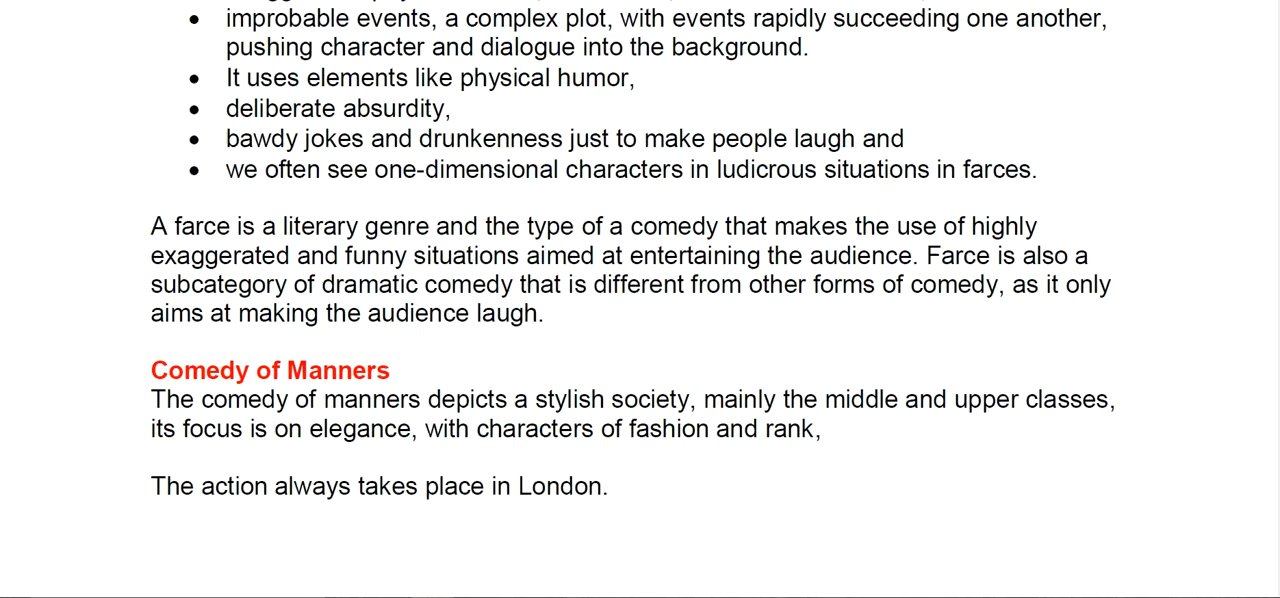 • improbable events, a complex plot, with events rapidly succeeding one another,
pushing character and dialogue into the background.
• It uses elements like physical humor,
• deliberate absurdity,
• bawdy jokes and drunkenness just to make people laugh and
• we often see one-dimensional characters in ludicrous situations in farces.
A farce is a literary genre and the type of a comedy that makes the use of highly
exaggerated and funny situations aimed at entertaining the audience. Farce is also a
subcategory of dramatic comedy that is different from other forms of comedy, as it only
aims at making the audience laugh.
Comedy of Manners
The comedy of manners depicts a stylish society, mainly the middle and upper classes,
its focus is on elegance, with characters of fashion and rank,
The action always takes place in London.